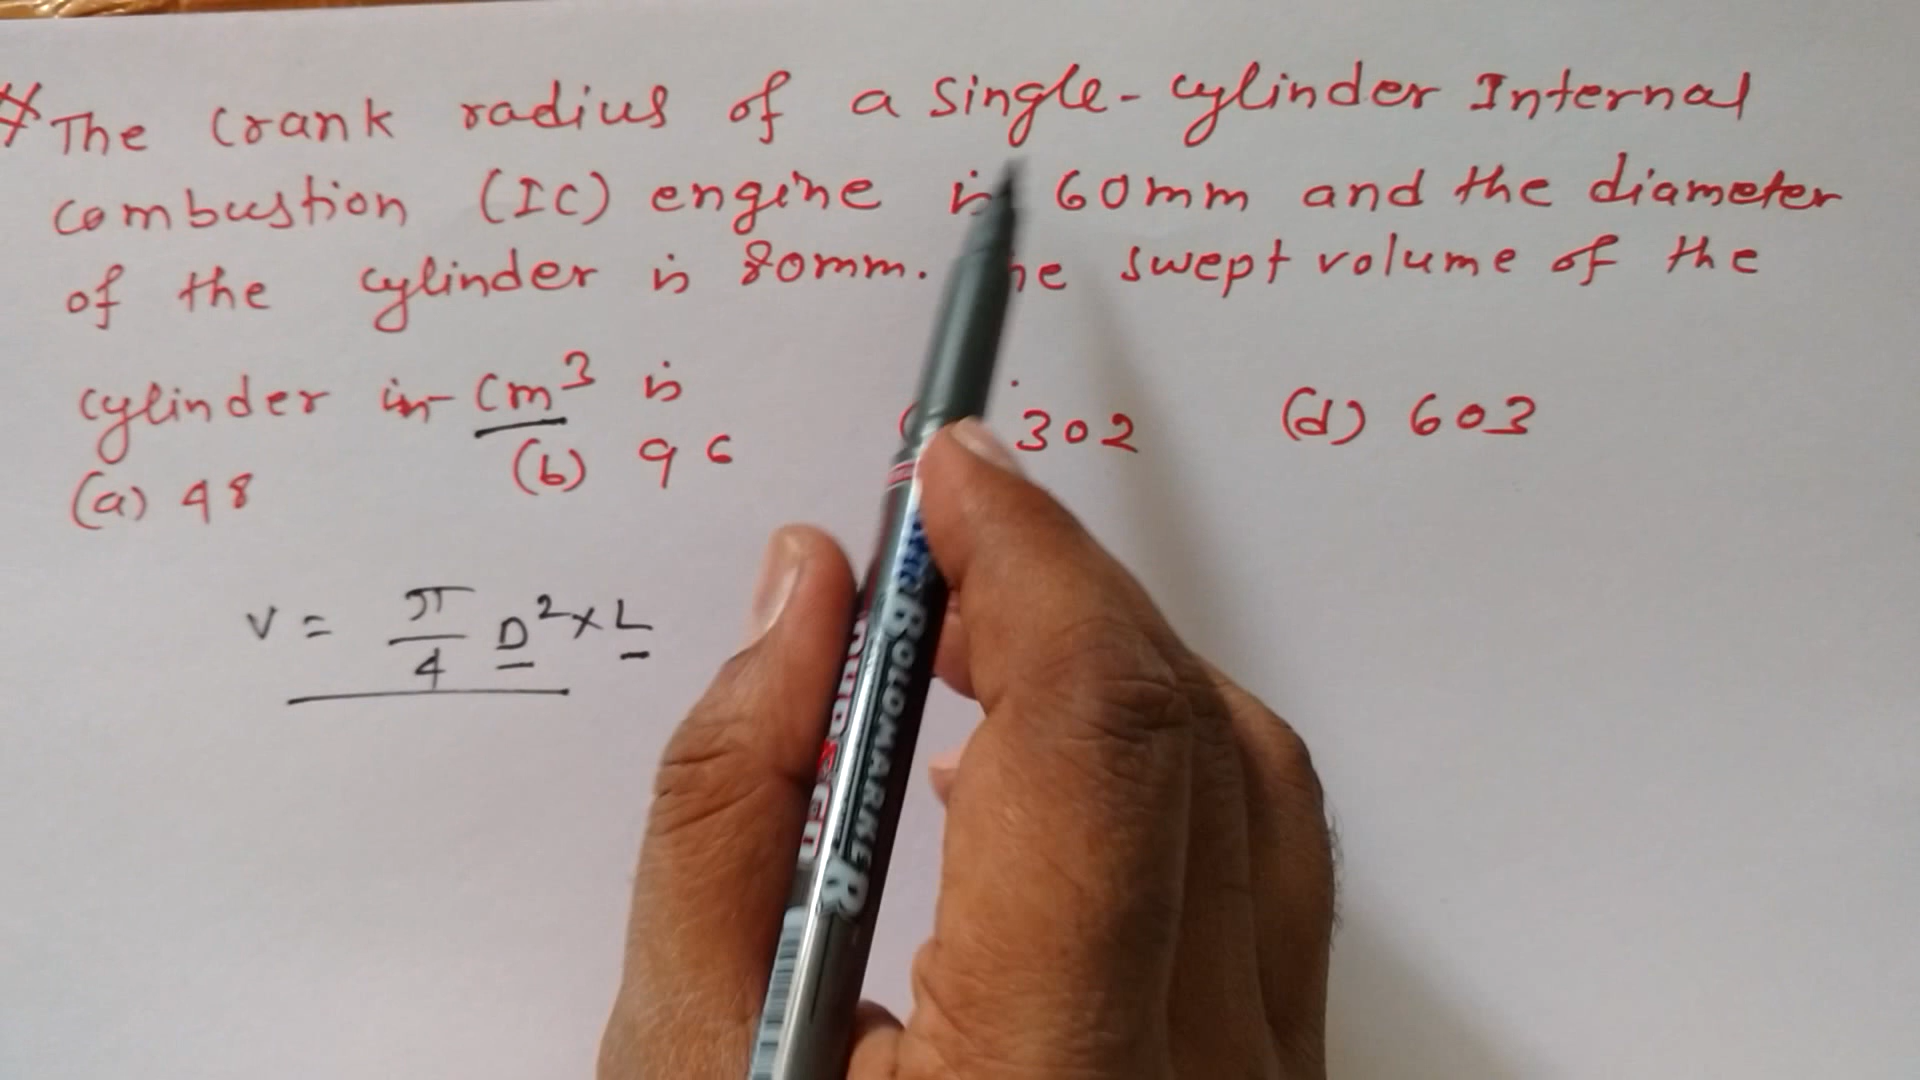 The Crank radius of a single-cylinder Internal
combustion (IC) engine is 60mm and the diameter
of the cylinder is 80mm. swept volume of the
cylinder in cm³ is
(a) 48 (b) 96 302 (d) 603
V = π/4 D² × L
ROLOMARKER